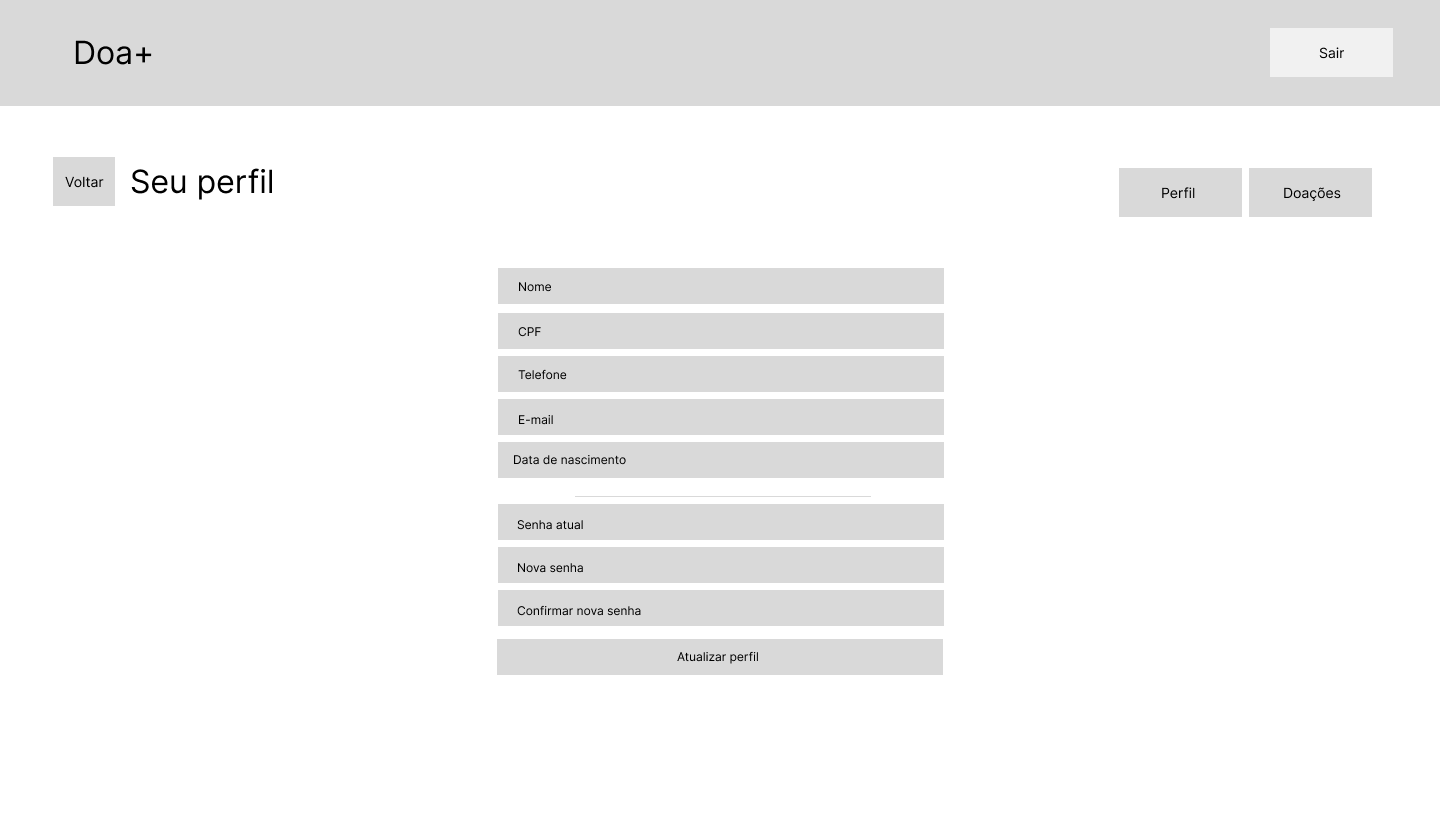 Doa+
Sair
Voltar
Seu perfil
Perfil
Doações
Nome
CPF
Telefone
E-mail
Data de nascimento
Senha atual
Nova senha
Confirmar nova senha
Atualizar perfil